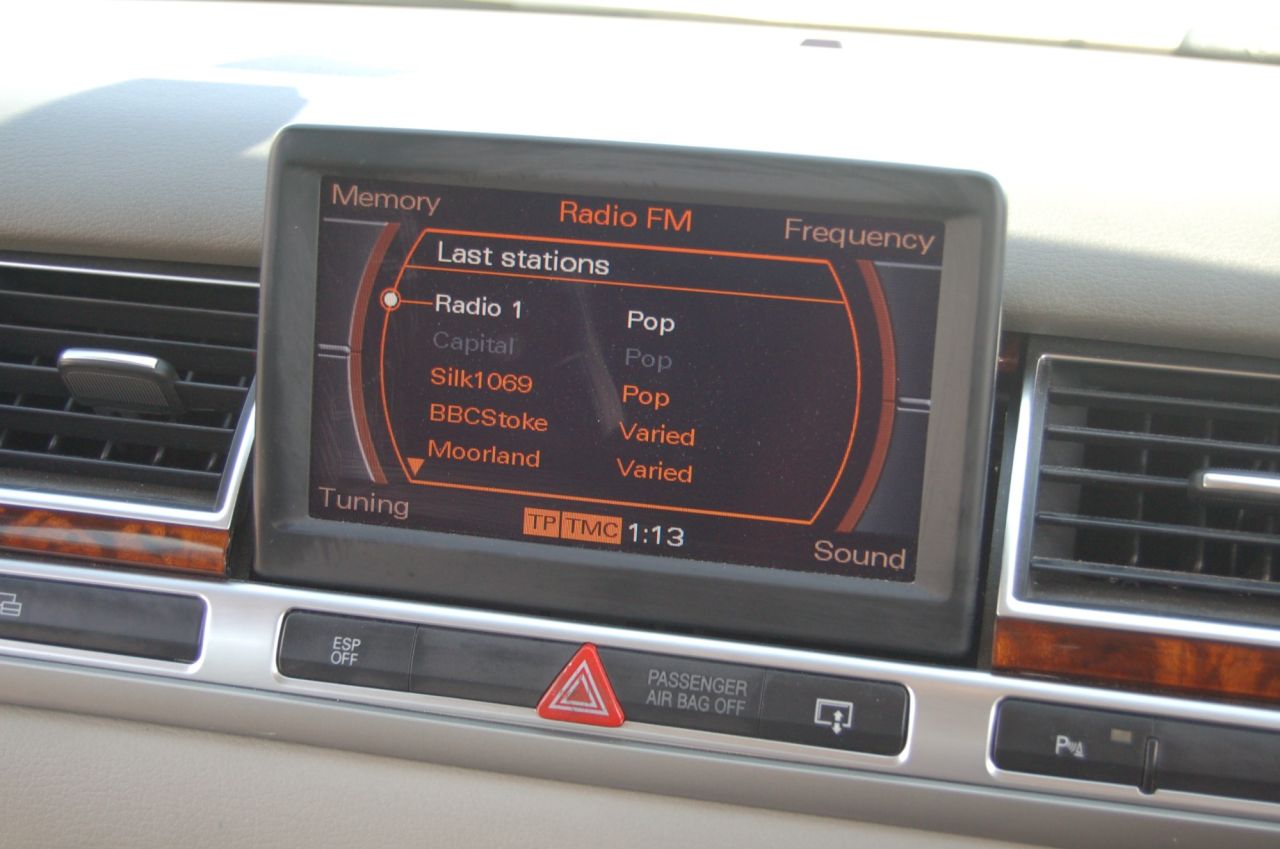 Memory
Radio FM
Frequency
Last stations
Radio 1 Pop
Capital Pop
Silk1069 Pop
BBCStoke Varied
Moorland Varied
Tuning
TP TMC 1:13
Sound
ESP
OFF
PASSENGER
AIR BAG OFF
P